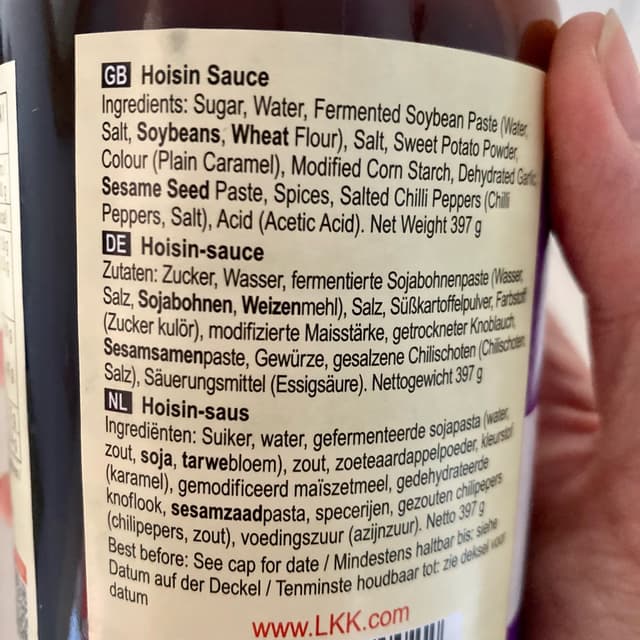 GB Hoisin Sauce
Ingredients: Sugar, Water, Fermented Soybean Paste (Water,
Salt, Soybeans, Wheat Flour), Salt, Sweet Potato Powder,
Colour (Plain Caramel), Modified Corn Starch, Dehydrated Garlic,
Sesame Seed Paste, Spices, Salted Chilli Peppers (Chilli
Peppers, Salt), Acid (Acetic Acid). Net Weight 397 g
DE Hoisin-sauce
Zutaten: Zucker, Wasser, fermentierte Sojabohnenpaste (Wasser,
Salz, Sojabohnen, Weizenmehl), Salz, Süßkartoffelpulver, Farbstoff
(Zucker kulör), modifizierte Maisstärke, getrockneter Knoblauch,
Sesamsamenpaste, Gewürze, gesalzene Chilischoten (Chilischoten,
Salz), Säuerungsmittel (Essigsäure). Nettogewicht 397 g
NL Hoisin-saus
Ingrediënten: Suiker, water, gefermenteerde sojapasta (water,
zout, soja, tarwebloem), zout, zoeteaardappelpoeder, kleurstof
(karamel), gemodificeerd maïszetmeel, gedehydrateerde
knoflook, sesamzaadpasta, specerijen, gezouten chilipepers
(chilipepers, zout), voedingszuur (azijnzuur). Netto 397 g
Best before: See cap for date / Mindestens haltbar bis: siehe
Datum auf der Deckel / Tenminste houdbaar tot: zie deksel voor
datum
www.LKK.com